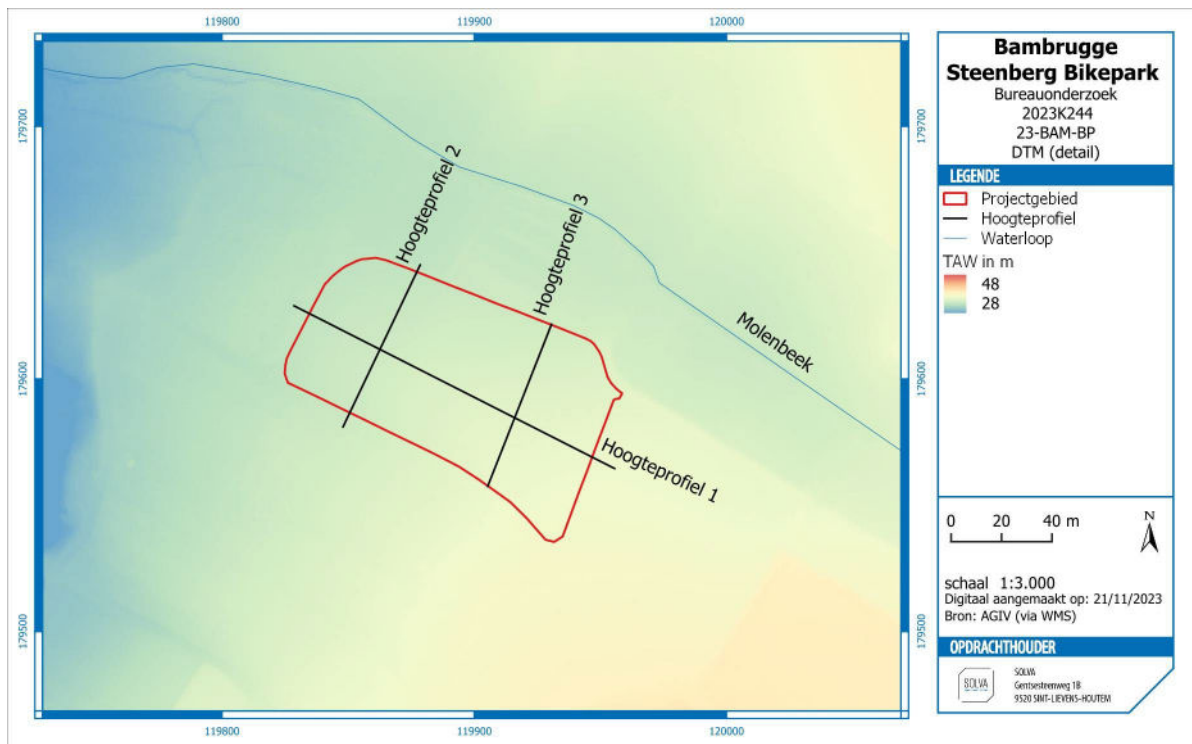 119800
119900
120000
179700
179600
179500
179700
179600
179500
119800
119900
120000
Hoogteprofiel 2
Hoogteprofiel 3
Molenbeek
Hoogteprofiel 1
Bambrugge
Steenberg Bikepark
Bureauonderzoek
2023K244
23-BAM-BP
DTM (detail)
LEGENDE
Projectgebied
Hoogteprofiel
Waterloop
TAW in m
48
28
0 20 40 m
N
schaal 1:3.000
Digitaal aangemaakt op: 21/11/2023
Bron: AGIV (via WMS)
OPDRACHTHOUDER
SOLVA
SOLVA
Gentsesteenweg 1B
9520 SINT-LIEVENS-HOUTEM